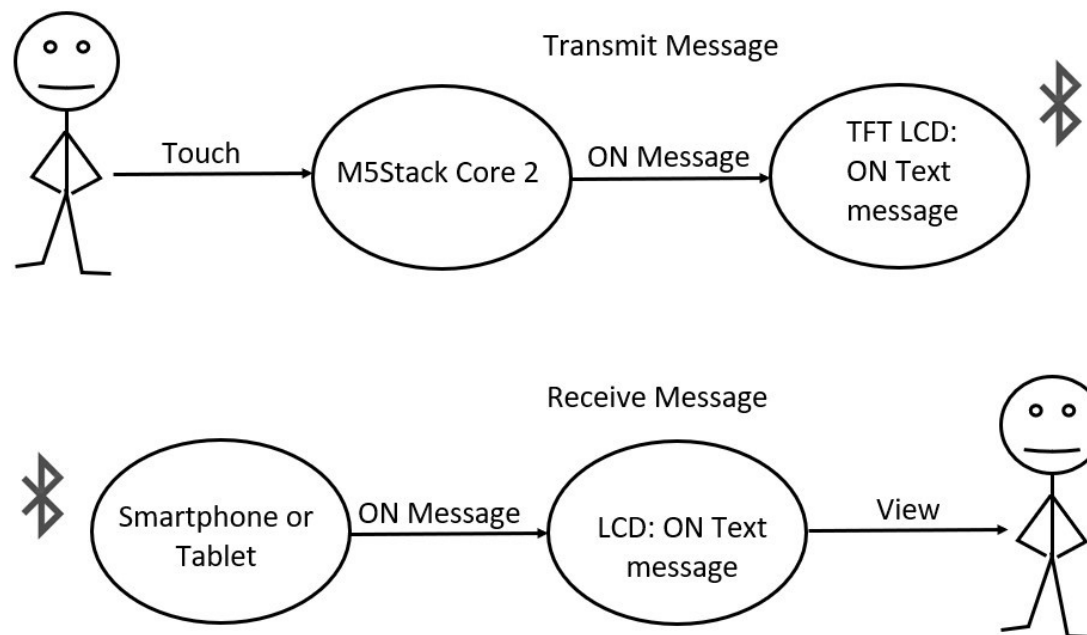 Transmit Message
Touch
M5Stack Core 2
ON Message
TFT LCD:
ON Text
message
Receive Message
Smartphone or
Tablet
ON Message
LCD: ON Text
message
View